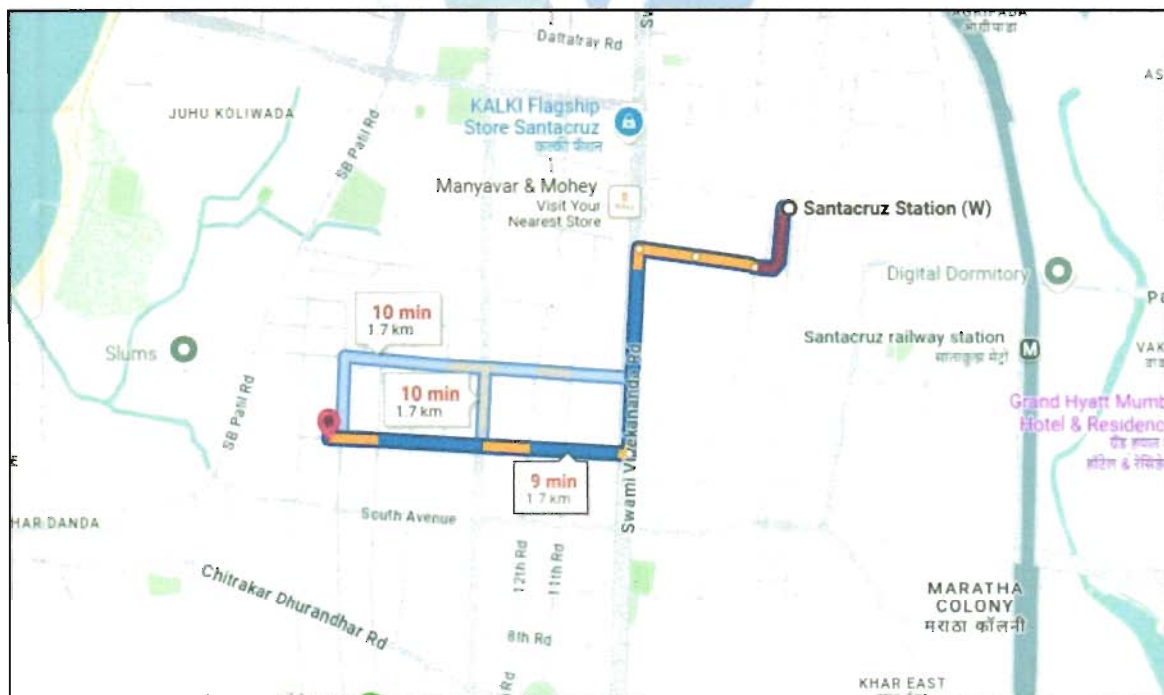 Dattatray Rd
JUHU KOLIWADA
SB Patil Rd
KALKI Flagship
Store Santacruz
Manyavar & Mohey
Visit Your
Nearest Store
Santacruz Station (W)
Digital Dormitory
Santacruz railway station
M
10 min
1.7 km
Slums
10 min
1.7 km
SB Patil Rd
Swami Vivekananda Rd
Grand Hyatt Mumb
Hotel & Residenc
9 min
1.7 km
HAR DANDA
South Avenue
12th Rd
11th Rd
Chitrakar Dhurandhar Rd
8th Rd
MARATHA
COLONY
मराठा कॉलनी
KHAR EAST